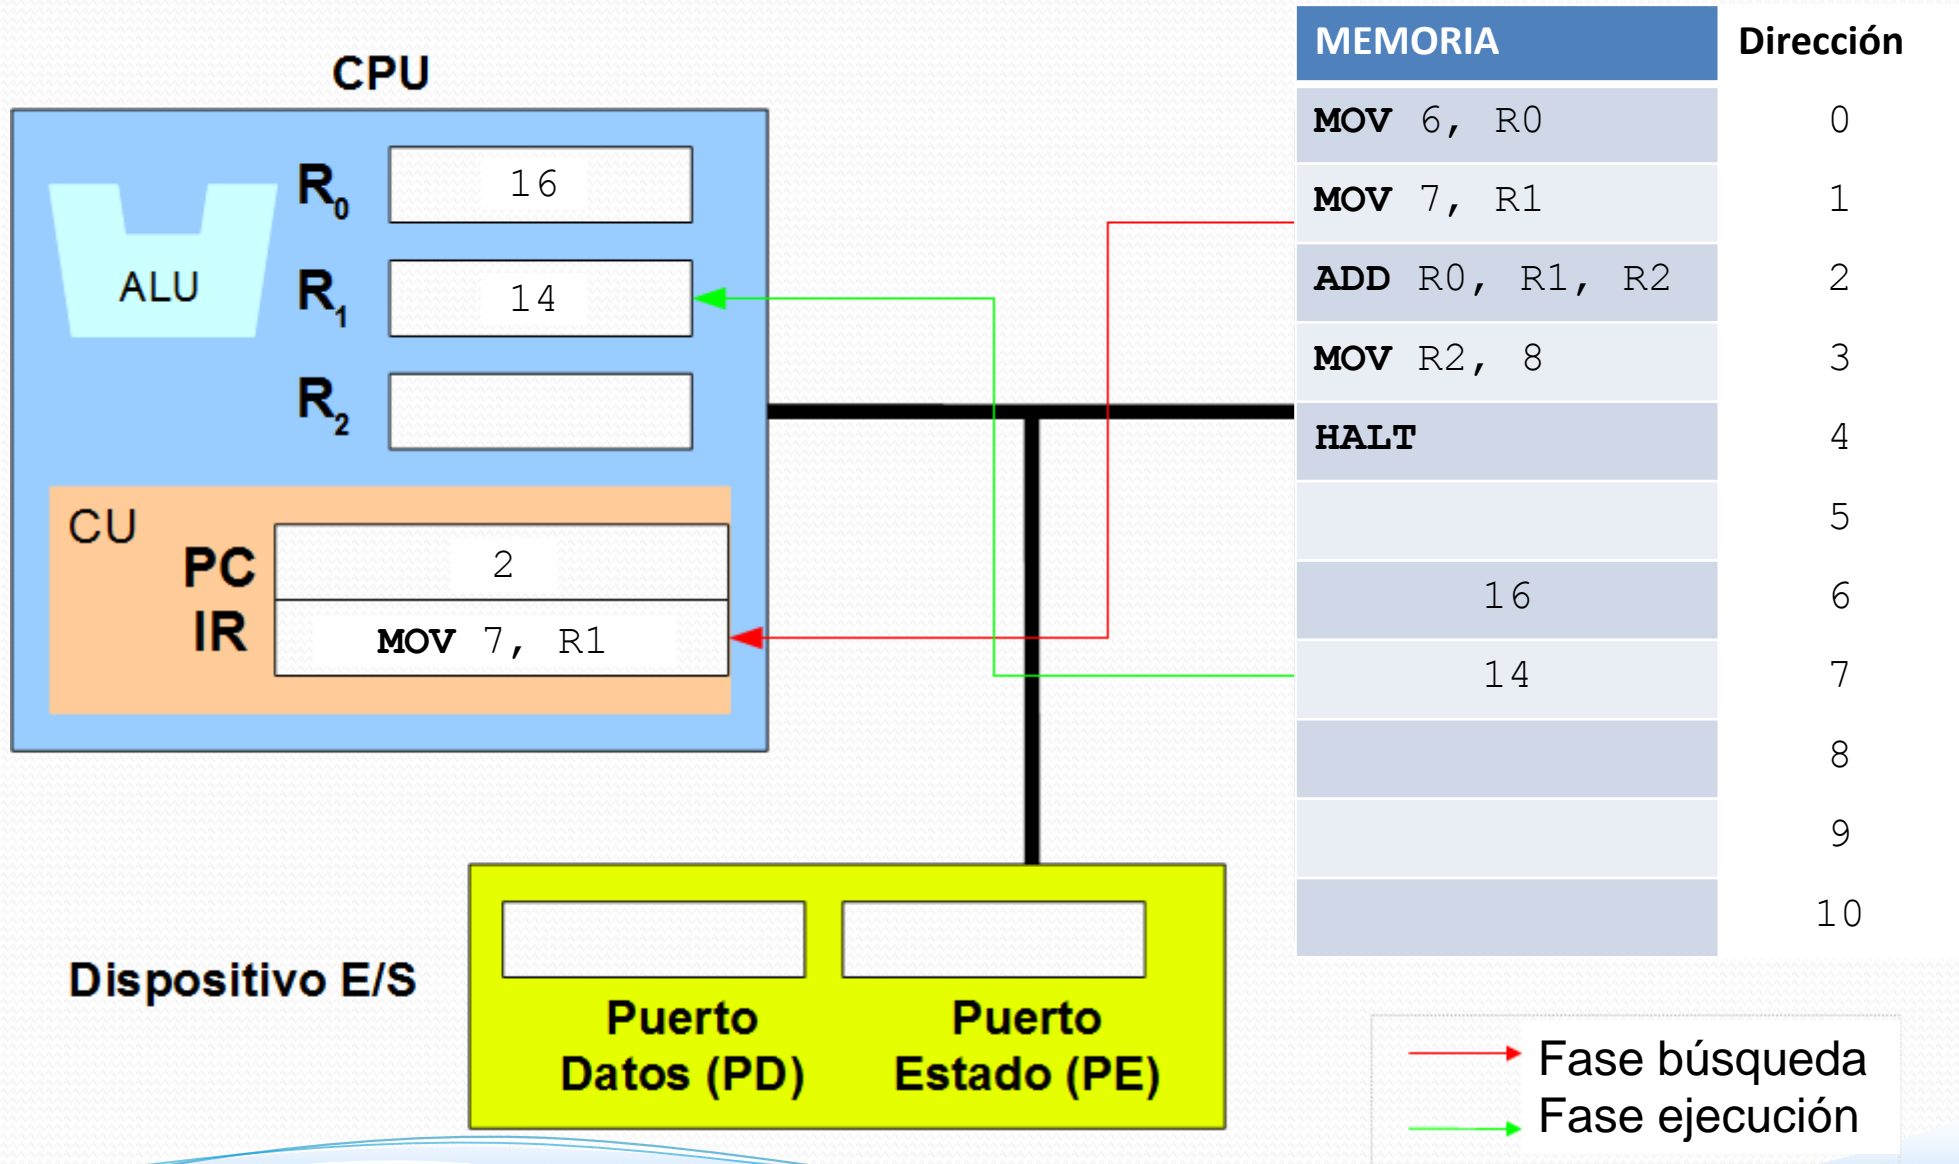 CPU
R0 16
ALU
R1 14
R2
CU
PC 2
IR MOV 7, R1
MEMORIA Dirección
MOV 6, R0 0
MOV 7, R1 1
ADD R0, R1, R2 2
MOV R2, 8 3
HALT 4
5
16 6
14 7
8
9
10
Dispositivo E/S
Puerto
Datos (PD)
Puerto
Estado (PE)
Fase búsqueda
Fase ejecución